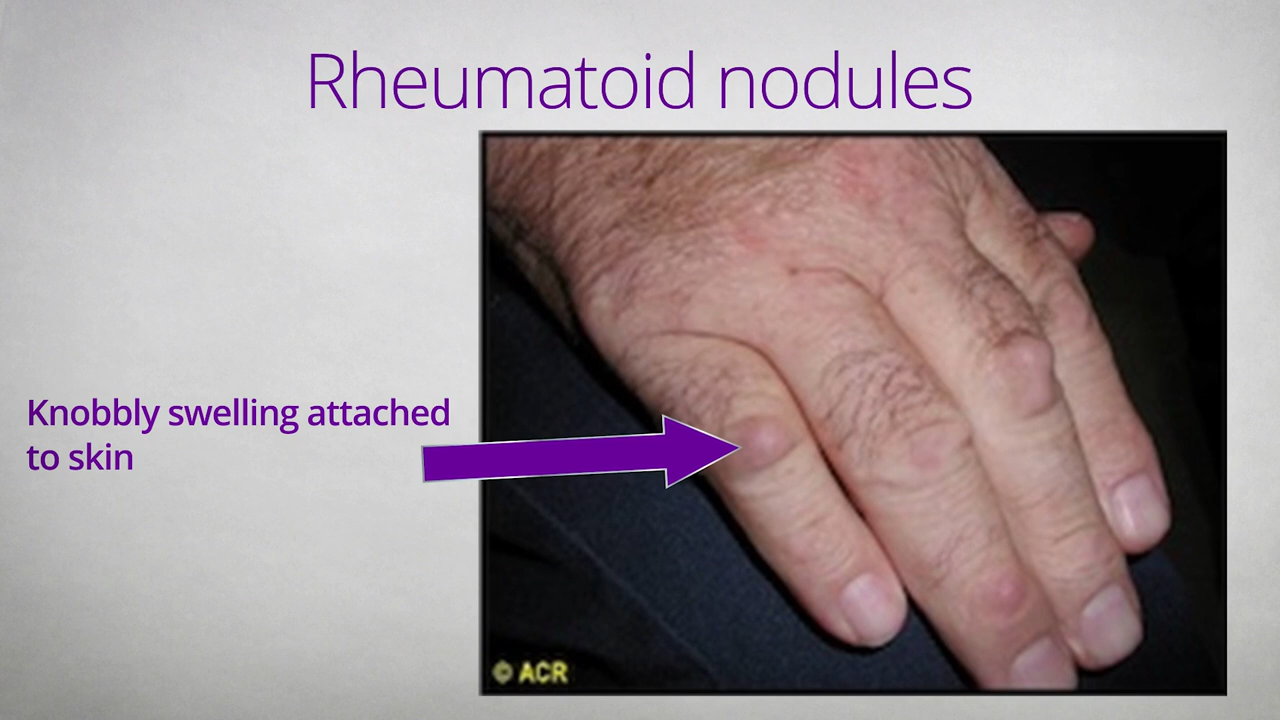 Rheumatoid nodules
Knobbly swelling attached
to skin
© ACR